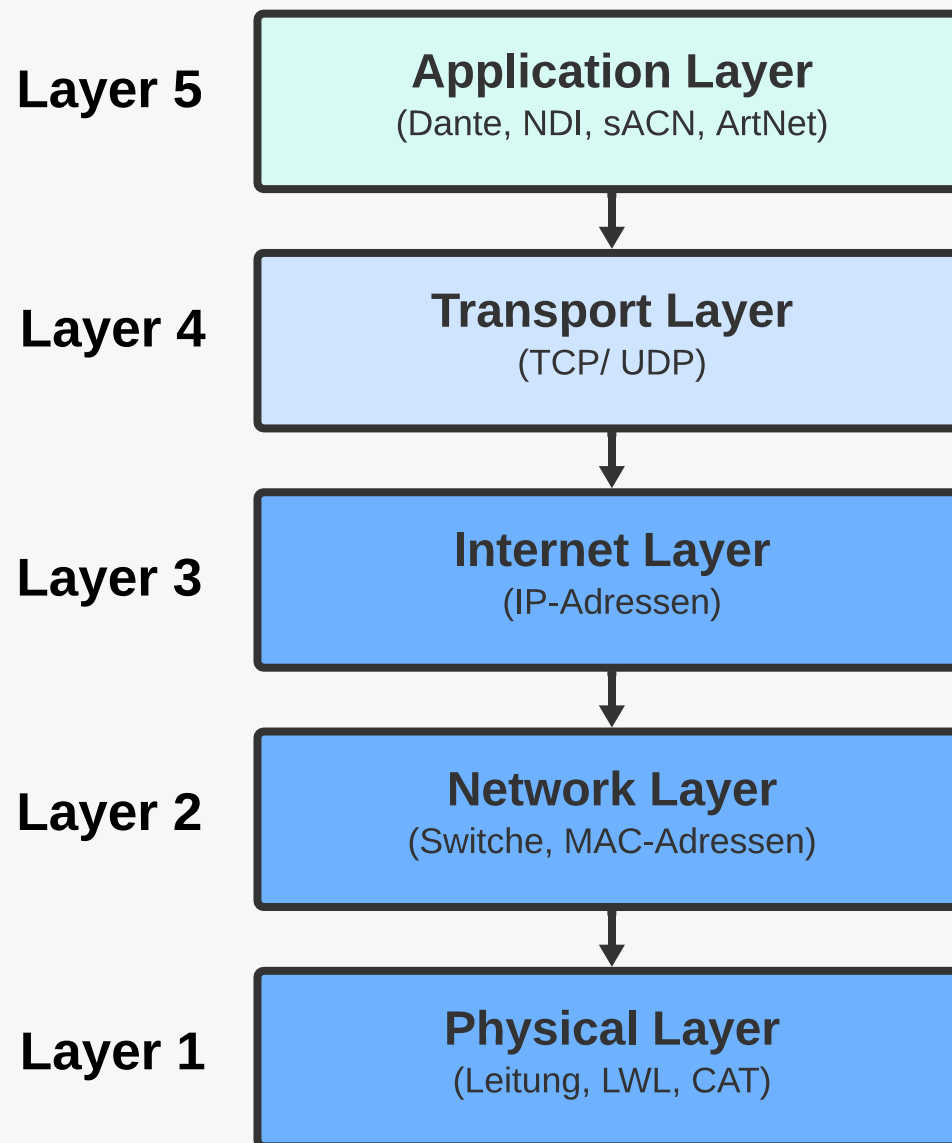 Layer 5
Application Layer
(Dante, NDI, sACN, ArtNet)
Layer 4
Transport Layer
(TCP/ UDP)
Layer 3
Internet Layer
(IP-Adressen)
Layer 2
Network Layer
(Switche, MAC-Adressen)
Layer 1
Physical Layer
(Leitung, LWL, CAT)